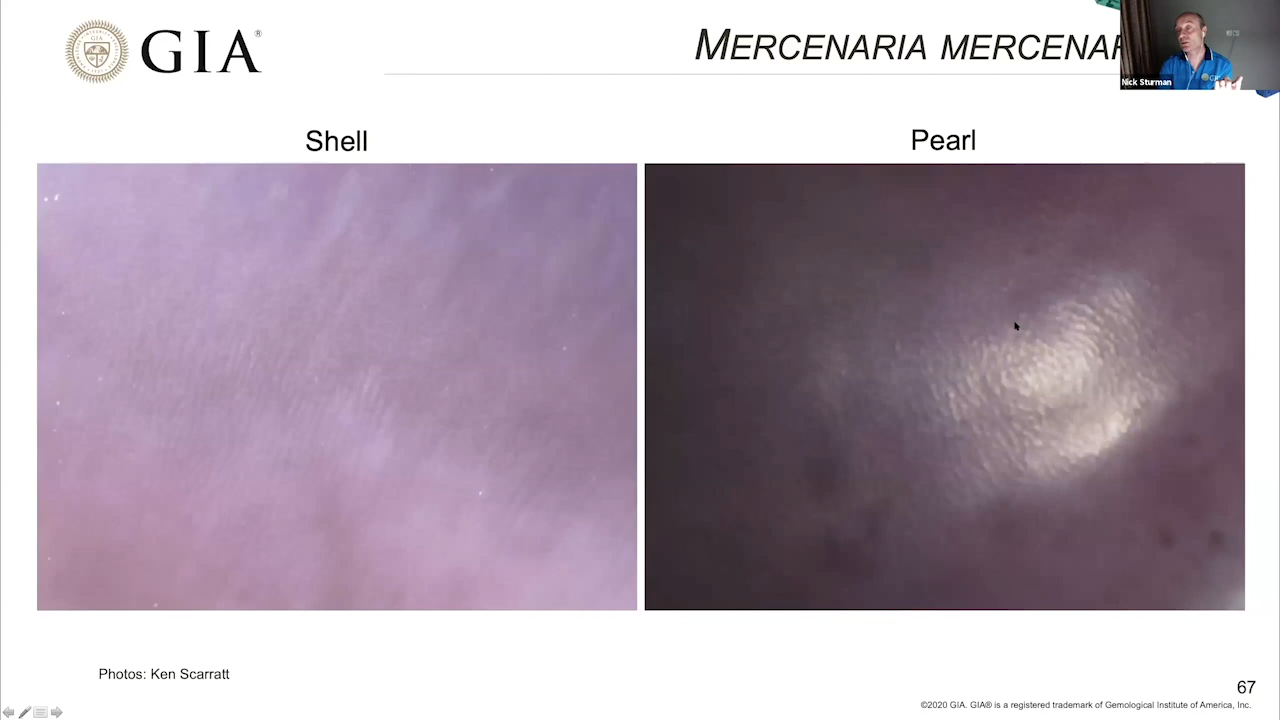 GIA®
MERCENARIA MERCENAR
Nick Sturman
Shell
Pearl
Photos: Ken Scarratt
67
©2020 GIA. GIA® is a registered trademark of Gemological Institute of America, Inc.